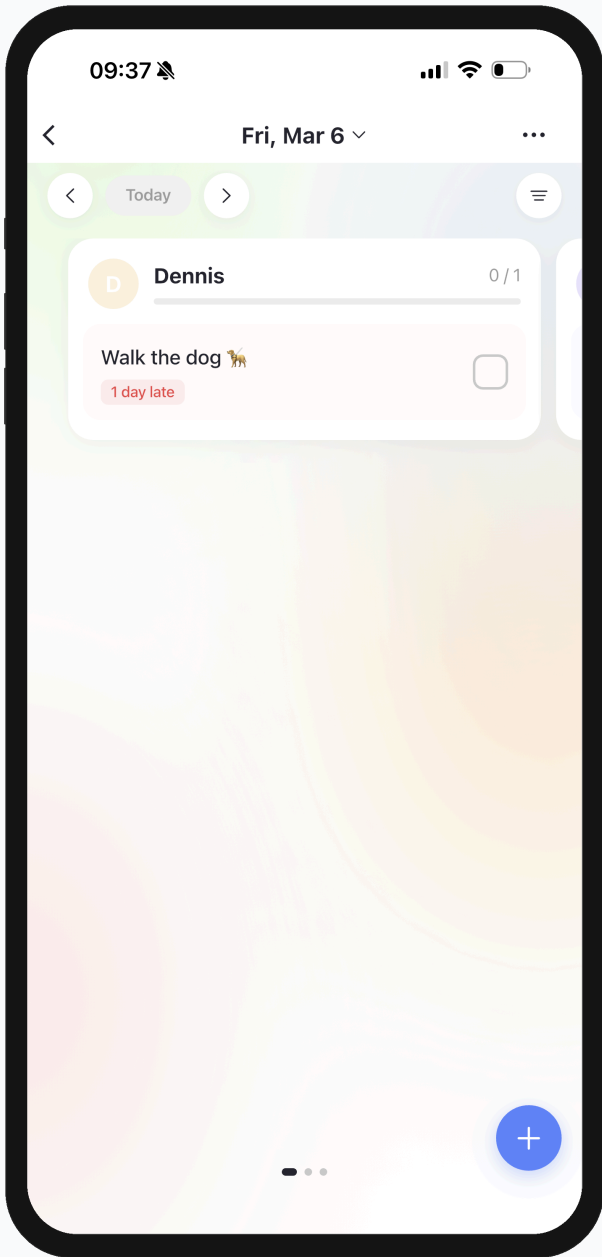 09:37
Fri, Mar 6
Today
D
Dennis
0 / 1
Walk the dog 🐕‍🦺
1 day late